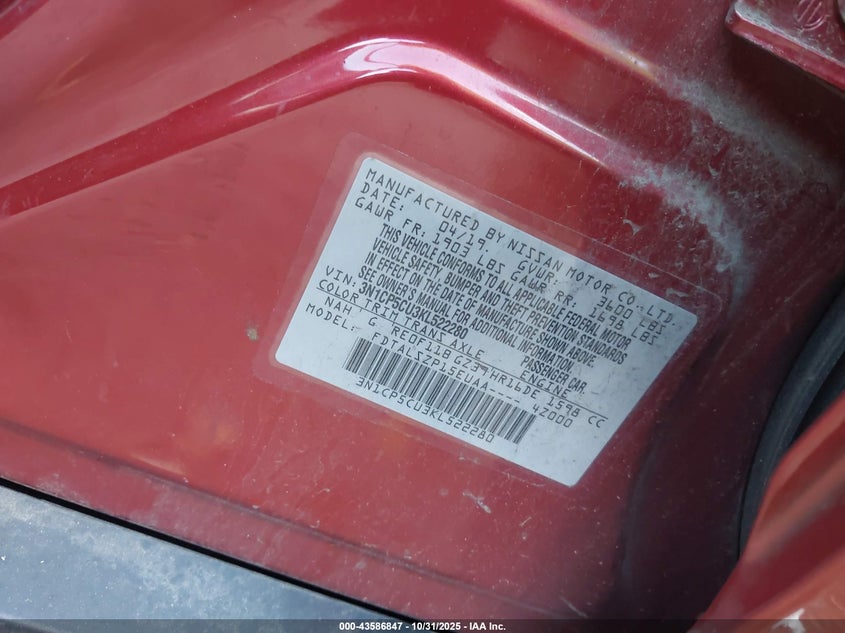 MANUFACTURED BY NISSAN MOTOR CO., LTD.
DATE: 04/19. GVWR: 3600 LBS
GAWR FR: 1903 LBS GAWR RR: 1698 LBS
THIS VEHICLE CONFORMS TO ALL APPLICABLE FEDERAL MOTOR
VEHICLE SAFETY, BUMPER AND THEFT PREVENTION STANDARDS
IN EFFECT ON THE DATE OF MANUFACTURE SHOWN ABOVE.
SEE OWNER'S MANUAL FOR ADDITIONAL INFORMATION.
VIN: 3N1CP5CU3KL522280 PASSENGER CAR
COLOR TRIM TRANS AXLE ENGINE
NAH G RE0F11B GZ39 HR16DE 1598 CC
MODEL: FDTALSZP15EUAA---- 42000
3N1CP5CU3KL522280
000-43586847 - 10/31/2025 - IAA Inc.